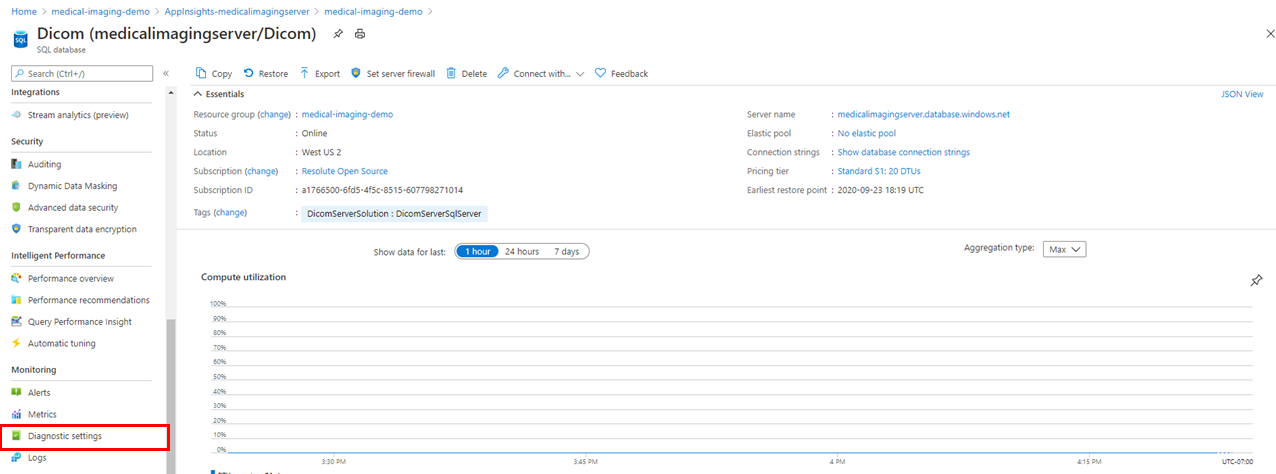 Home > medical-imaging-demo > AppInsights-medicalimagingserver > medical-imaging-demo >
Dicom (medicalimagingserver/Dicom)
SQL
SQL database
Search (Ctrl+/)
«
Copy Restore Export Set server firewall Delete Connect with... Feedback
Integrations
Stream analytics (preview)
Security
Auditing
Dynamic Data Masking
Advanced data security
Transparent data encryption
Intelligent Performance
Performance overview
Performance recommendations
Query Performance Insight
Automatic tuning
Monitoring
Alerts
Metrics
Diagnostic settings
Logs
Essentials
JSON View
Resource group (change) : medical-imaging-demo
Status : Online
Location : West US 2
Subscription (change) : Resolute Open Source
Subscription ID : a1766500-6fd5-4f5c-8515-607798271014
Tags (change) : DicomServerSolution : DicomServerSqlServer
Server name : medicalimagingserver.database.windows.net
Elastic pool : No elastic pool
Connection strings : Show database connection strings
Pricing tier : Standard S1: 20 DTUs
Earliest restore point : 2020-09-23 18:19 UTC
Show data for last: 1 hour 24 hours 7 days
Aggregation type: Max
Compute utilization
100%
90%
80%
70%
60%
50%
40%
30%
20%
10%
0%
3:30 PM 3:45 PM 4 PM 4:15 PM UTC-07:00